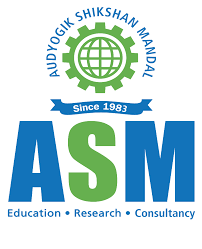 AUDYOGIK SHIKSHAN MANDAL
Since 1983
ASM
Education • Research • Consultancy